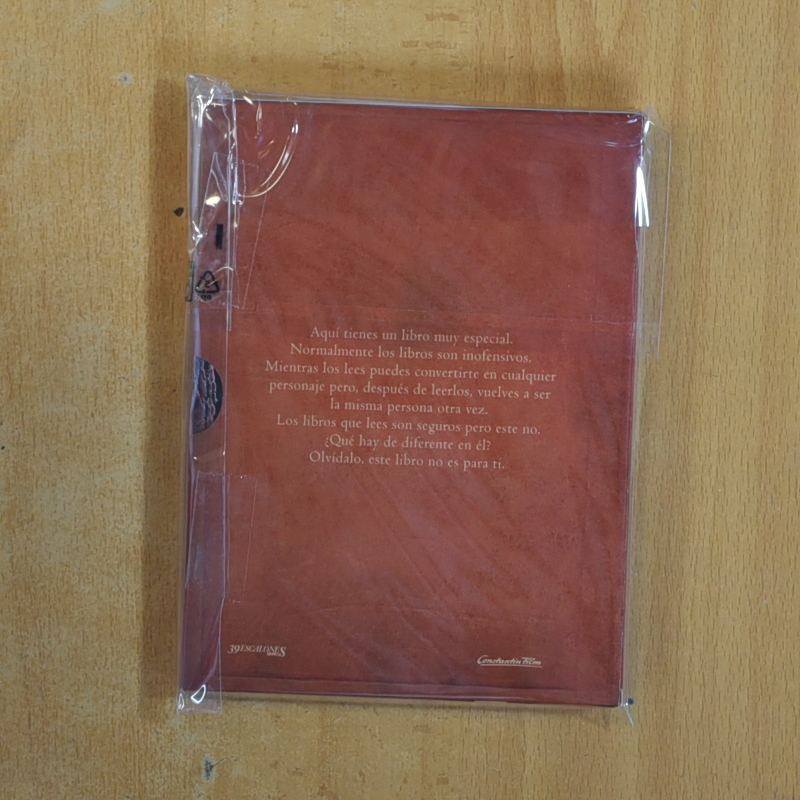 Aquí tienes un libro muy especial.
Normalmente los libros son inofensivos.
Mientras los lees puedes convertirte en cualquier
personaje pero, después de leerlos, vuelves a ser
la misma persona otra vez.
Los libros que lees son seguros pero este no.
¿Qué hay de diferente en él?
Olvídalo, este libro no es para ti.
39 ESCALONES
Constantin Film